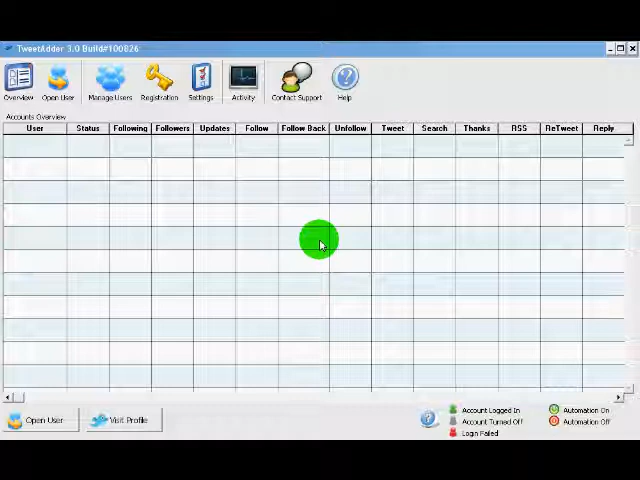 TweetAdder 3.0 Build#100826
Overview Open User Manage Users Registration Settings Activity Contact Support Help
Accounts Overview
User Status Following Followers Updates Follow Follow Back Unfollow Tweet Search Thanks RSS ReTweet Reply
Open User Visit Profile
Account Logged In Automation On
Account Turned Off Automation Off
Login Failed